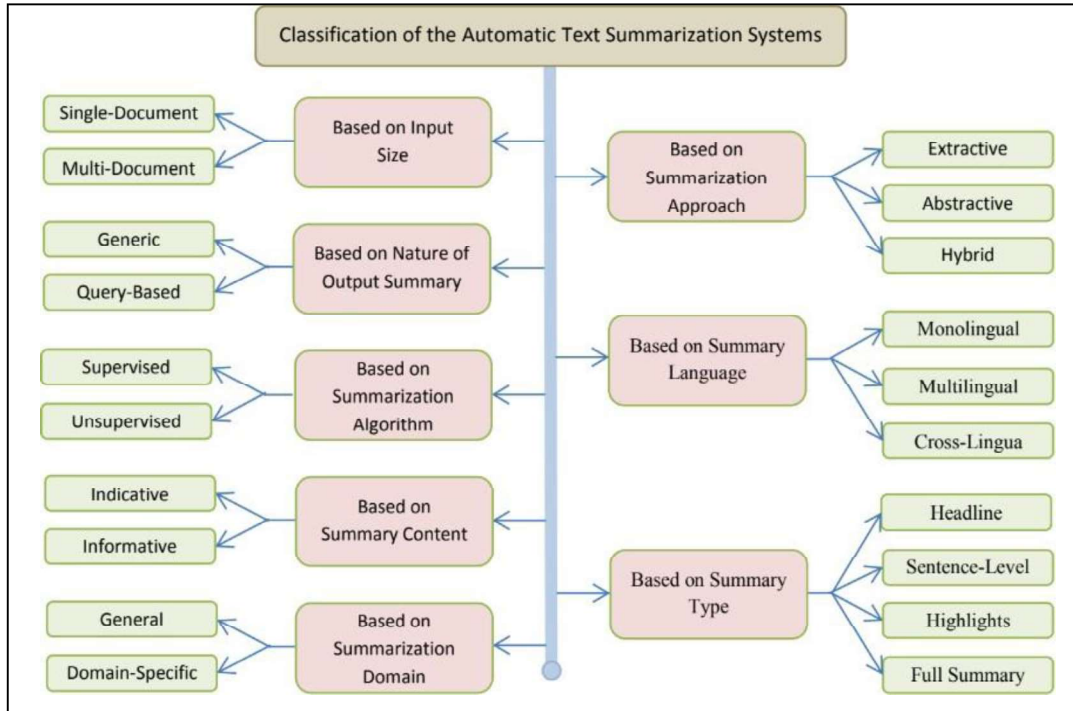 Classification of the Automatic Text Summarization Systems
Single-Document
Multi-Document
Based on Input
Size
Generic
Query-Based
Based on Nature of
Output Summary
Supervised
Unsupervised
Based on
Summarization
Algorithm
Indicative
Informative
Based on
Summary Content
General
Domain-Specific
Based on
Summarization
Domain
Based on
Summarization
Approach
Extractive
Abstractive
Hybrid
Based on Summary
Language
Monolingual
Multilingual
Cross-Lingua
Based on Summary
Type
Headline
Sentence-Level
Highlights
Full Summary